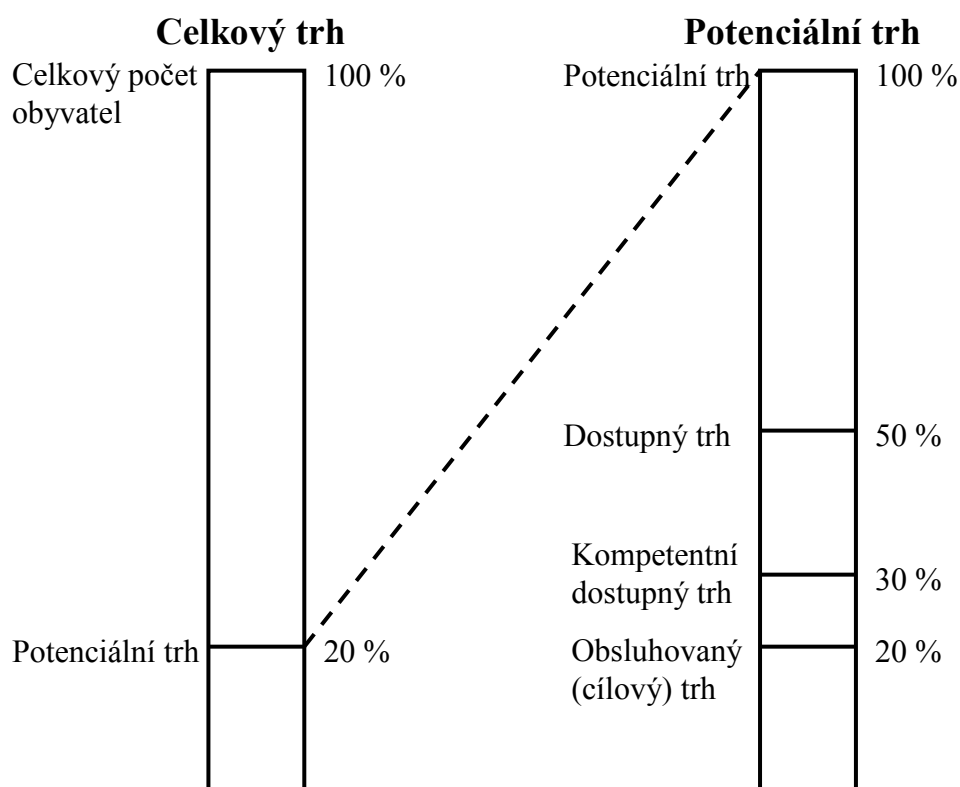 Celkový trh
Celkový počet
obyvatel
100 %
Potenciální trh
20 %
Potenciální trh
Potenciální trh
100 %
Dostupný trh
50 %
Kompetentní
dostupný trh
30 %
Obsluhovaný
(cílový) trh
20 %